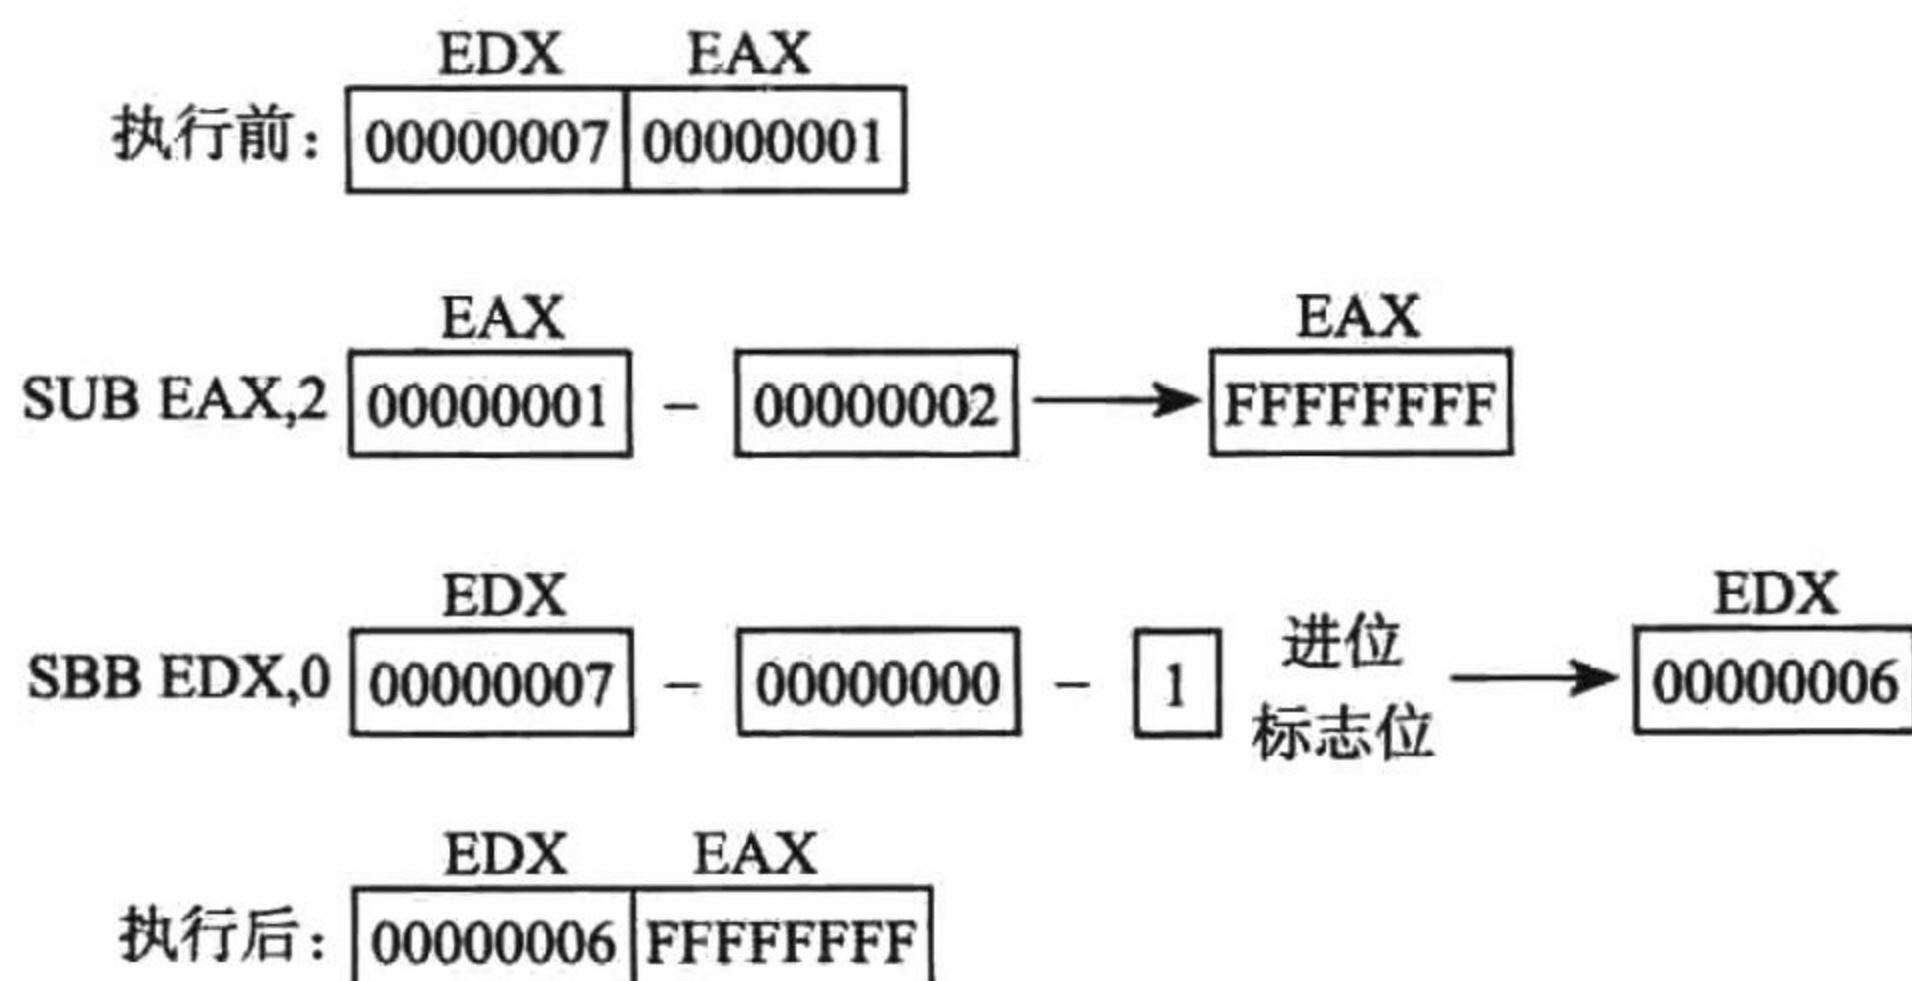 EDX EAX
执行前： 00000007 00000001
EAX EAX
SUB EAX,2 00000001 － 00000002 FFFFFFFF
EDX EDX
SBB EDX,0 00000007 － 00000000 － 1 进位 标志位 00000006
EDX EAX
执行后： 00000006 FFFFFFFF